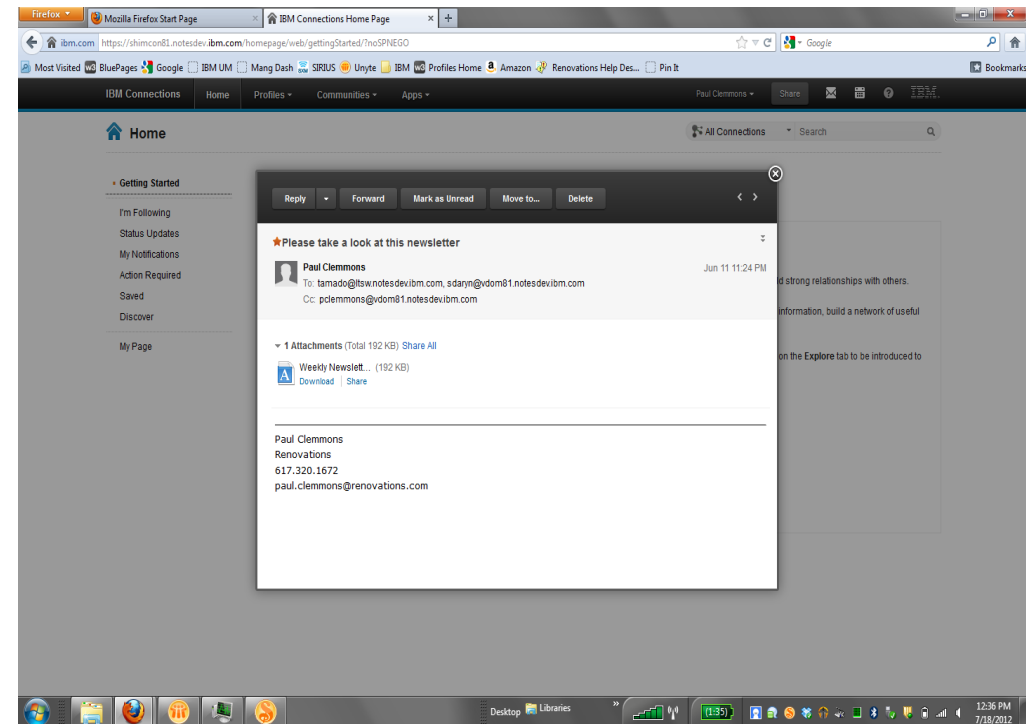 Firefox
Mozilla Firefox Start Page
IBM Connections Home Page
ibm.com https://shimcon81.notesdev.ibm.com/homepage/web/gettingStarted/?noSPNEGO
Google
Most Visited BluePages Google IBM UM Mang Dash SIRIUS Unyte IBM Profiles Home Amazon Renovations Help Des... Pin It Bookmarks
IBM Connections Home Profiles Communities Apps Paul Clemmons Share IBM
Home
All Connections Search
Getting Started
I'm Following
Status Updates
My Notifications
Action Required
Saved
Discover
My Page
Reply Forward Mark as Unread Move to... Delete
Please take a look at this newsletter
Paul Clemmons Jun 11 11:24 PM
To: tamado@ltsw.notesdev.ibm.com, sdaryn@vdom81.notesdev.ibm.com
Cc: pclemmons@vdom81.notesdev.ibm.com
1 Attachments (Total 192 KB) Share All
Weekly Newslett... (192 KB)
Download Share
Paul Clemmons
Renovations
617.320.1672
paul.clemmons@renovations.com
strong relationships with others.
information, build a network of useful
on the Explore tab to be introduced to
Desktop Libraries
(1:35)
12:36 PM
7/18/2012